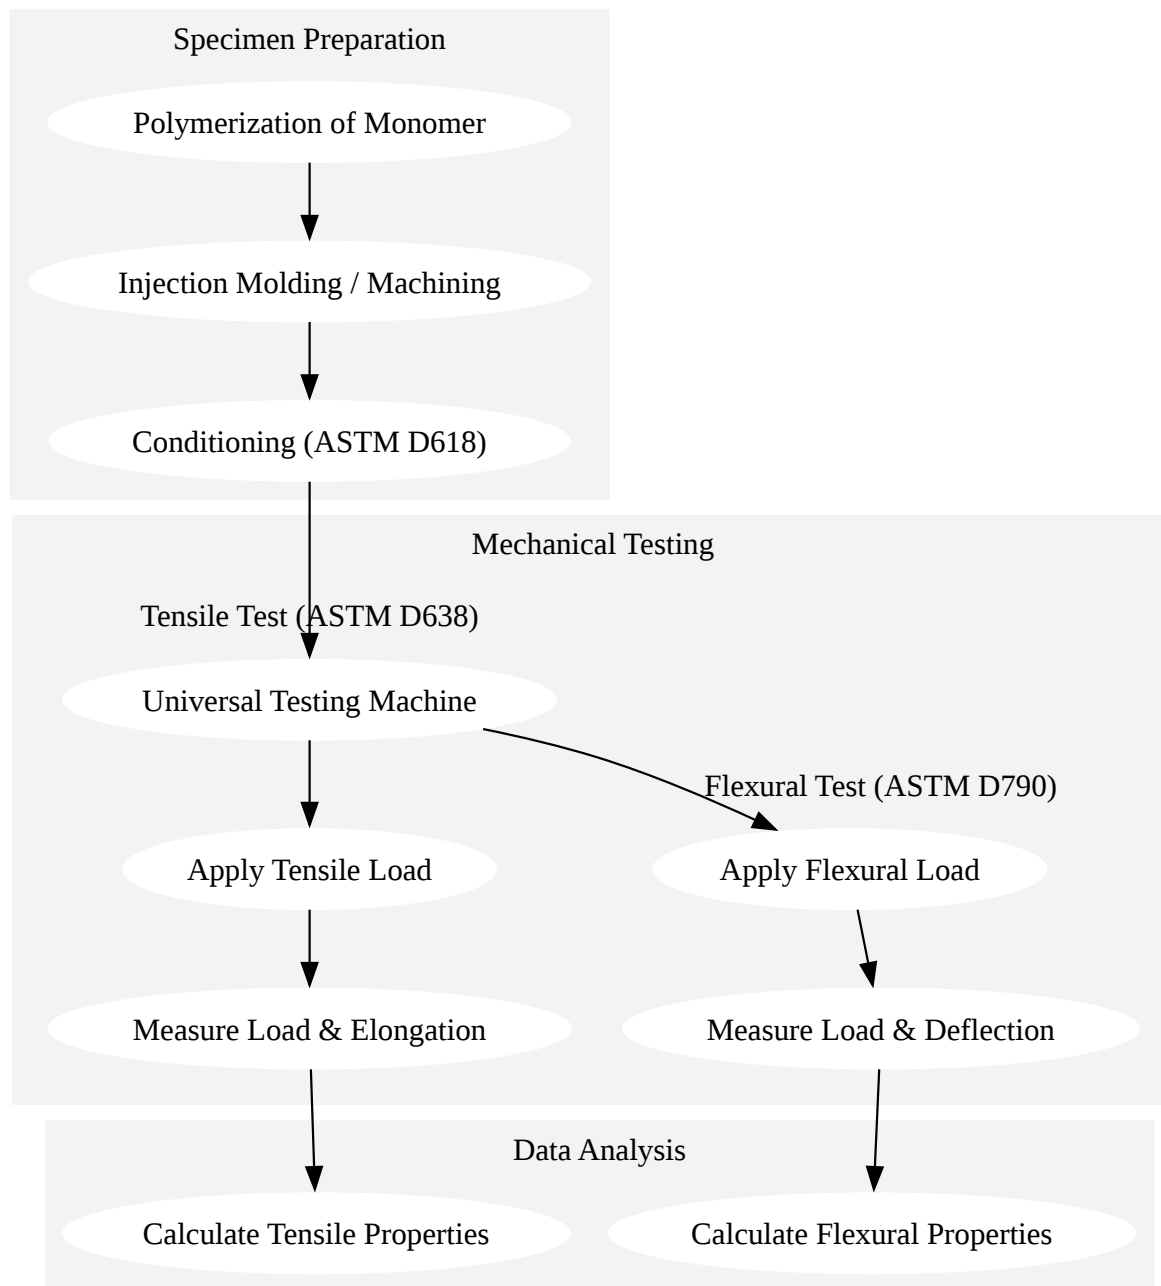 Specimen Preparation
Polymerization of Monomer
Injection Molding / Machining
Conditioning (ASTM D618)
Mechanical Testing
Tensile Test (ASTM D638)
Universal Testing Machine
Flexural Test (ASTM D790)
Apply Tensile Load
Apply Flexural Load
Measure Load & Elongation
Measure Load & Deflection
Data Analysis
Calculate Tensile Properties
Calculate Flexural Properties